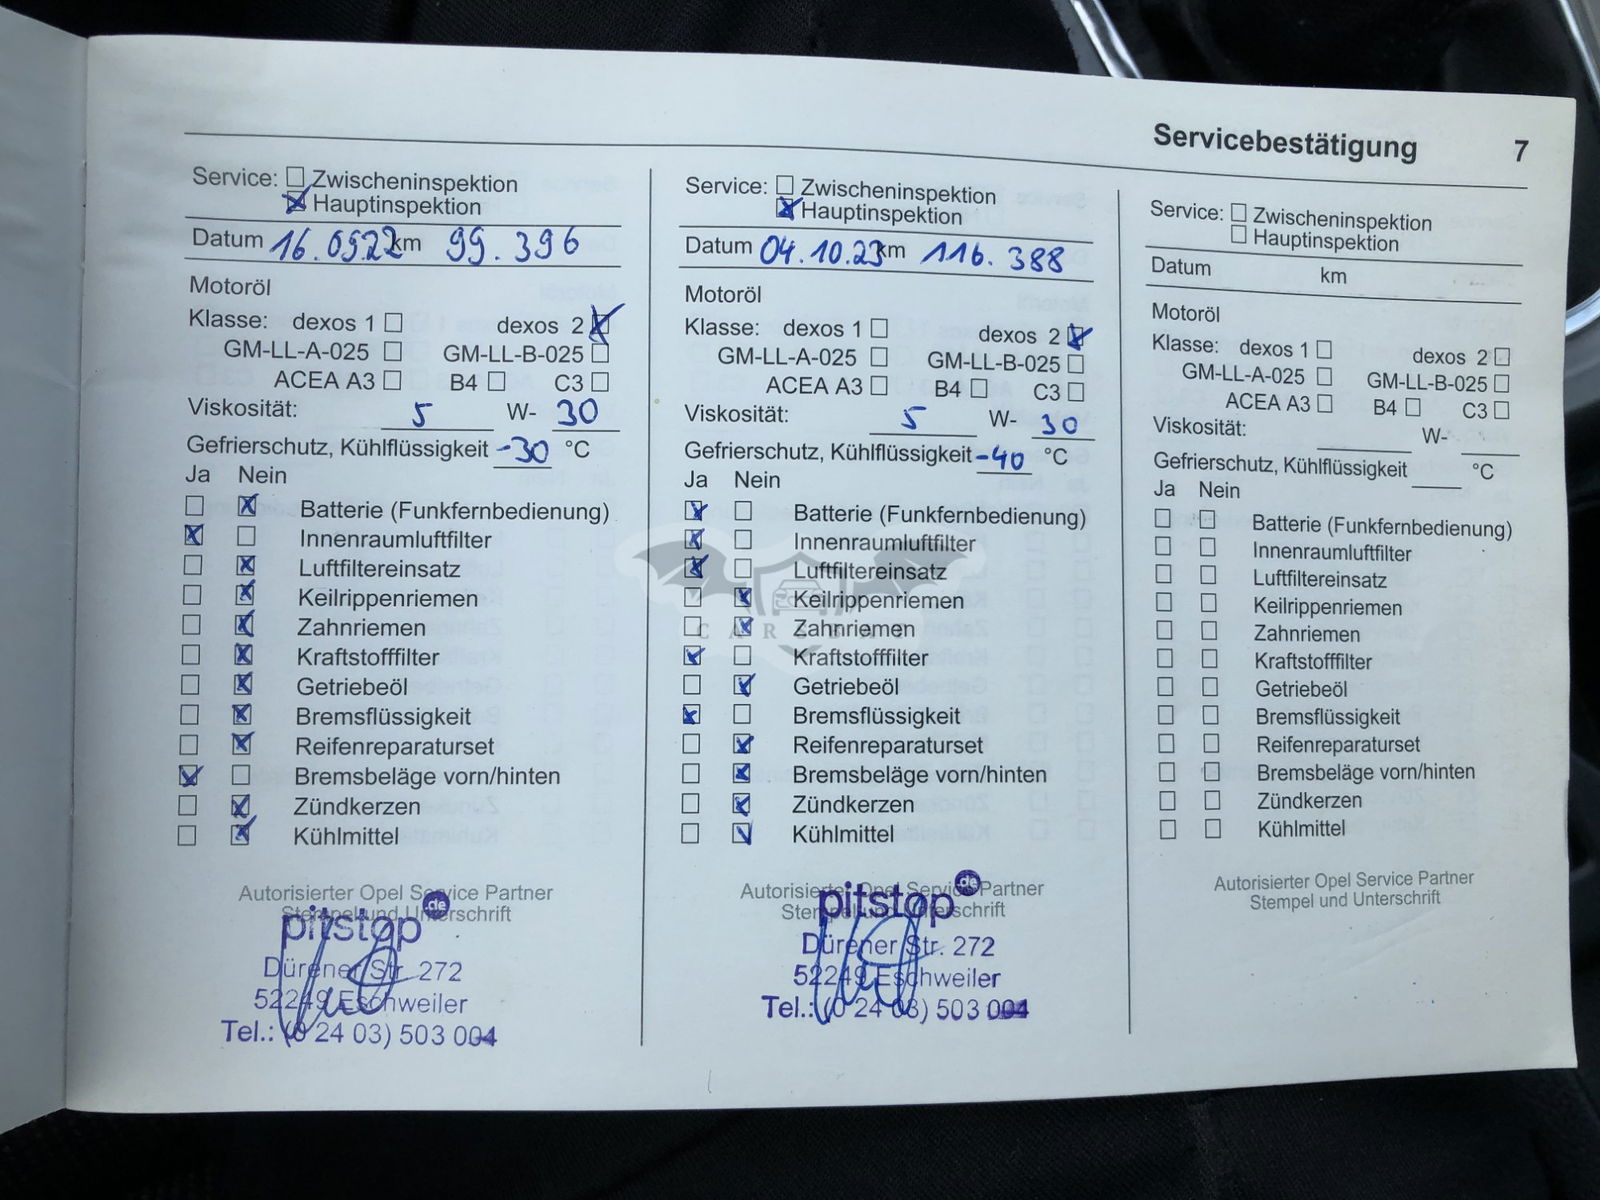 Servicebestätigung 7
Service: Zwischeninspektion
Hauptinspektion
Datum 16.09.22 km 99.396
Motoröl
Klasse: dexos 1 dexos 2
GM-LL-A-025 GM-LL-B-025
ACEA A3 B4 C3
Viskosität: 5 W- 30
Gefrierschutz, Kühlflüssigkeit -30 °C
Ja Nein
Batterie (Funkfernbedienung)
Innenraumluftfilter
Luftfiltereinsatz
Keilrippenriemen
Zahnriemen
Kraftstofffilter
Getriebeöl
Bremsflüssigkeit
Reifenreparaturset
Bremsbeläge vorn/hinten
Zündkerzen
Kühlmittel
Autorisierter Opel Service Partner
Stempel und Unterschrift
pitstop.de
Dürener Str. 272
52249 Eschweiler
Tel.: (0 24 03) 503 004
Service: Zwischeninspektion
Hauptinspektion
Datum 04.10.23 km 116.388
Motoröl
Klasse: dexos 1 dexos 2
GM-LL-A-025 GM-LL-B-025
ACEA A3 B4 C3
Viskosität: 5 W- 30
Gefrierschutz, Kühlflüssigkeit -40 °C
Ja Nein
Batterie (Funkfernbedienung)
Innenraumluftfilter
Luftfiltereinsatz
Keilrippenriemen
Zahnriemen
Kraftstofffilter
Getriebeöl
Bremsflüssigkeit
Reifenreparaturset
Bremsbeläge vorn/hinten
Zündkerzen
Kühlmittel
Autorisierter Opel Service Partner
Stempel und Unterschrift
pitstop.de
Dürener Str. 272
52249 Eschweiler
Tel.: (0 24 03) 503 004
Service: Zwischeninspektion
Hauptinspektion
Datum km
Motoröl
Klasse: dexos 1 dexos 2
GM-LL-A-025 GM-LL-B-025
ACEA A3 B4 C3
Viskosität: W-
Gefrierschutz, Kühlflüssigkeit °C
Ja Nein
Batterie (Funkfernbedienung)
Innenraumluftfilter
Luftfiltereinsatz
Keilrippenriemen
Zahnriemen
Kraftstofffilter
Getriebeöl
Bremsflüssigkeit
Reifenreparaturset
Bremsbeläge vorn/hinten
Zündkerzen
Kühlmittel
Autorisierter Opel Service Partner
Stempel und Unterschrift